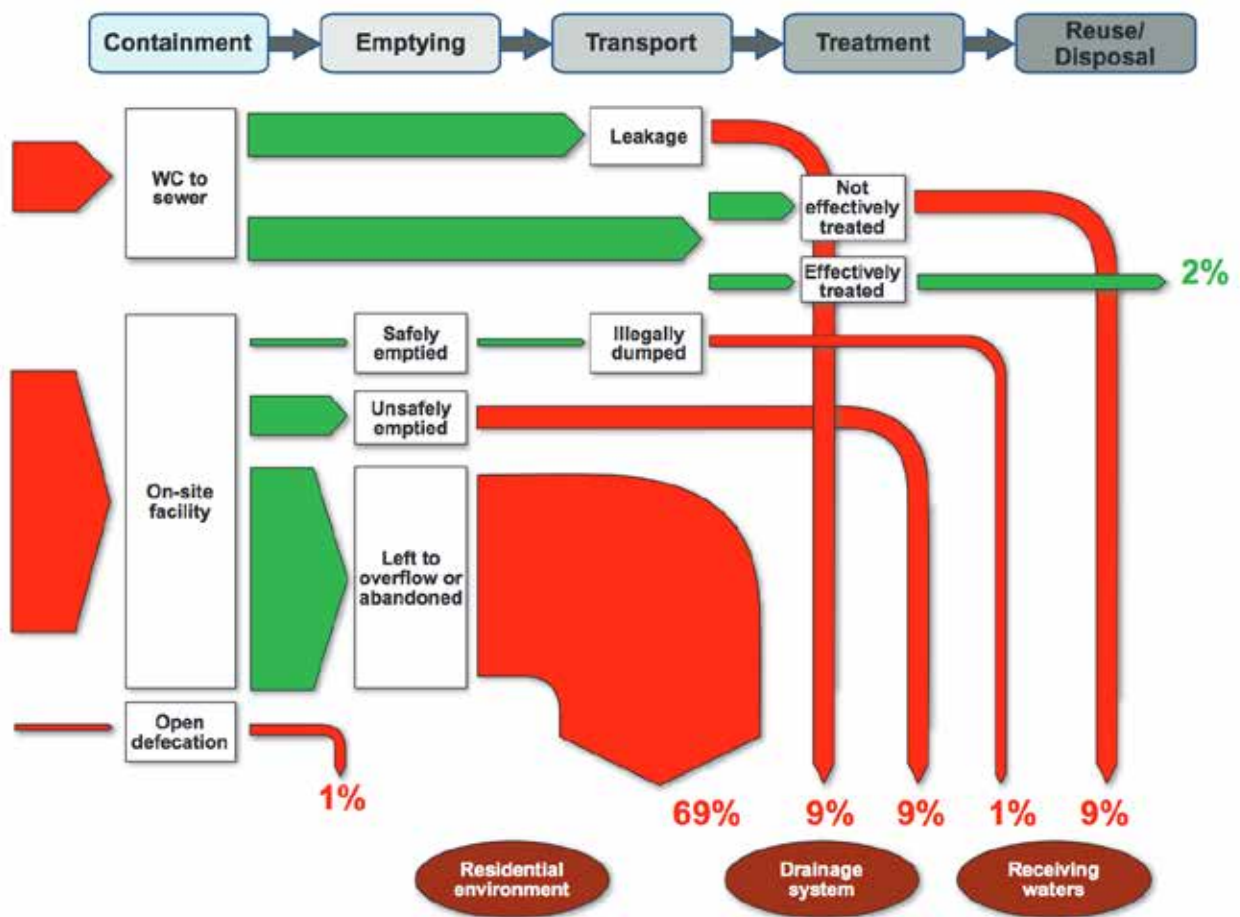 Containment
Emptying
Transport
Treatment
Reuse/
Disposal
WC to
sewer
Leakage
Not
effectively
treated
Effectively
treated
2%
On-site
facility
Safely
emptied
Illegally
dumped
Unsafely
emptied
Left to
overflow or
abandoned
Open
defecation
1%
69%
9%
9%
1%
9%
Residential
environment
Drainage
system
Receiving
waters